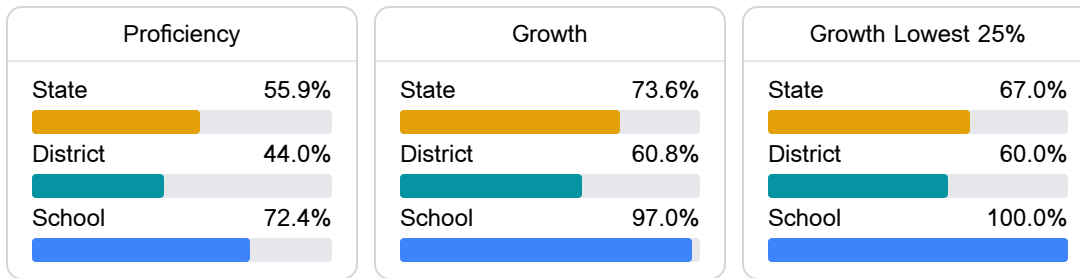 Proficiency
State 55.9%
District 44.0%
School 72.4%
Growth
State 73.6%
District 60.8%
School 97.0%
Growth Lowest 25%
State 67.0%
District 60.0%
School 100.0%